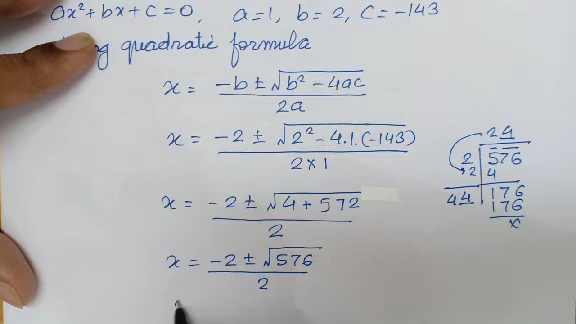 ax² + bx + c = 0, a = 1, b = 2, c = -143
quadratic formula
x = -b ± √b² - 4ac / 2a
x = -2 ± √2² - 4.1.(-143) / 2 × 1
x = -2 ± √4 + 572 / 2
x = -2 ± √576 / 2
24
2 576
2 4
44 176
176
x